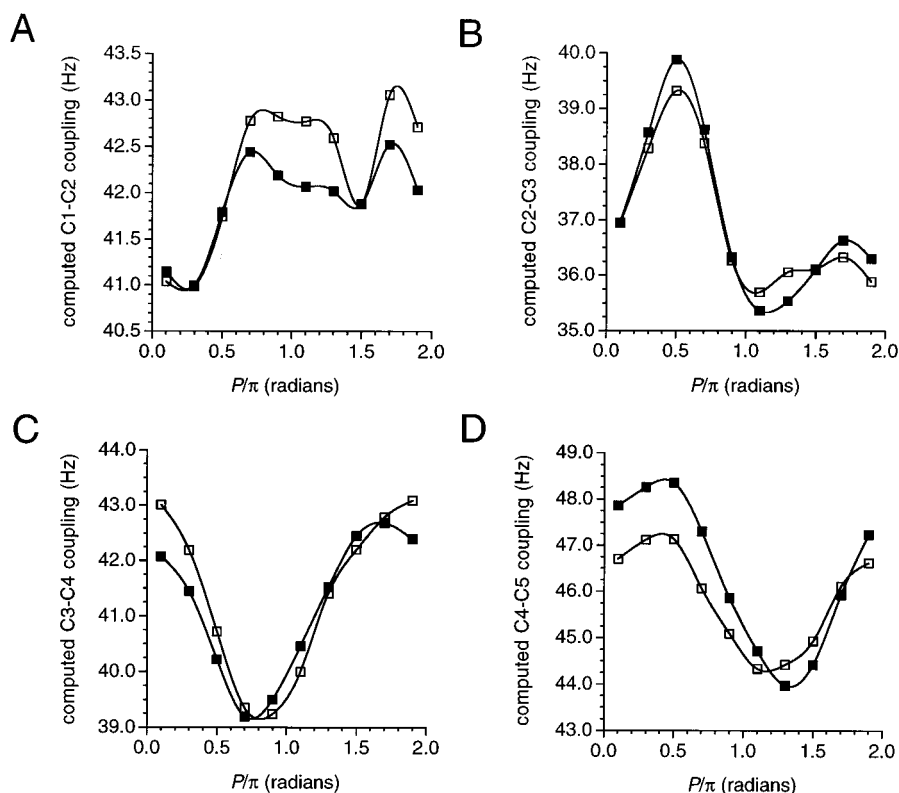 A
computed C1-C2 coupling (Hz)
43.5
43.0
42.5
42.0
41.5
41.0
40.5
0.0 0.5 1.0 1.5 2.0
P/π (radians)
B
computed C2-C3 coupling (Hz)
40.0
39.0
38.0
37.0
36.0
35.0
0.0 0.5 1.0 1.5 2.0
P/π (radians)
C
computed C3-C4 coupling (Hz)
44.0
43.0
42.0
41.0
40.0
39.0
0.0 0.5 1.0 1.5 2.0
P/π (radians)
D
computed C4-C5 coupling (Hz)
49.0
48.0
47.0
46.0
45.0
44.0
43.0
0.0 0.5 1.0 1.5 2.0
P/π (radians)